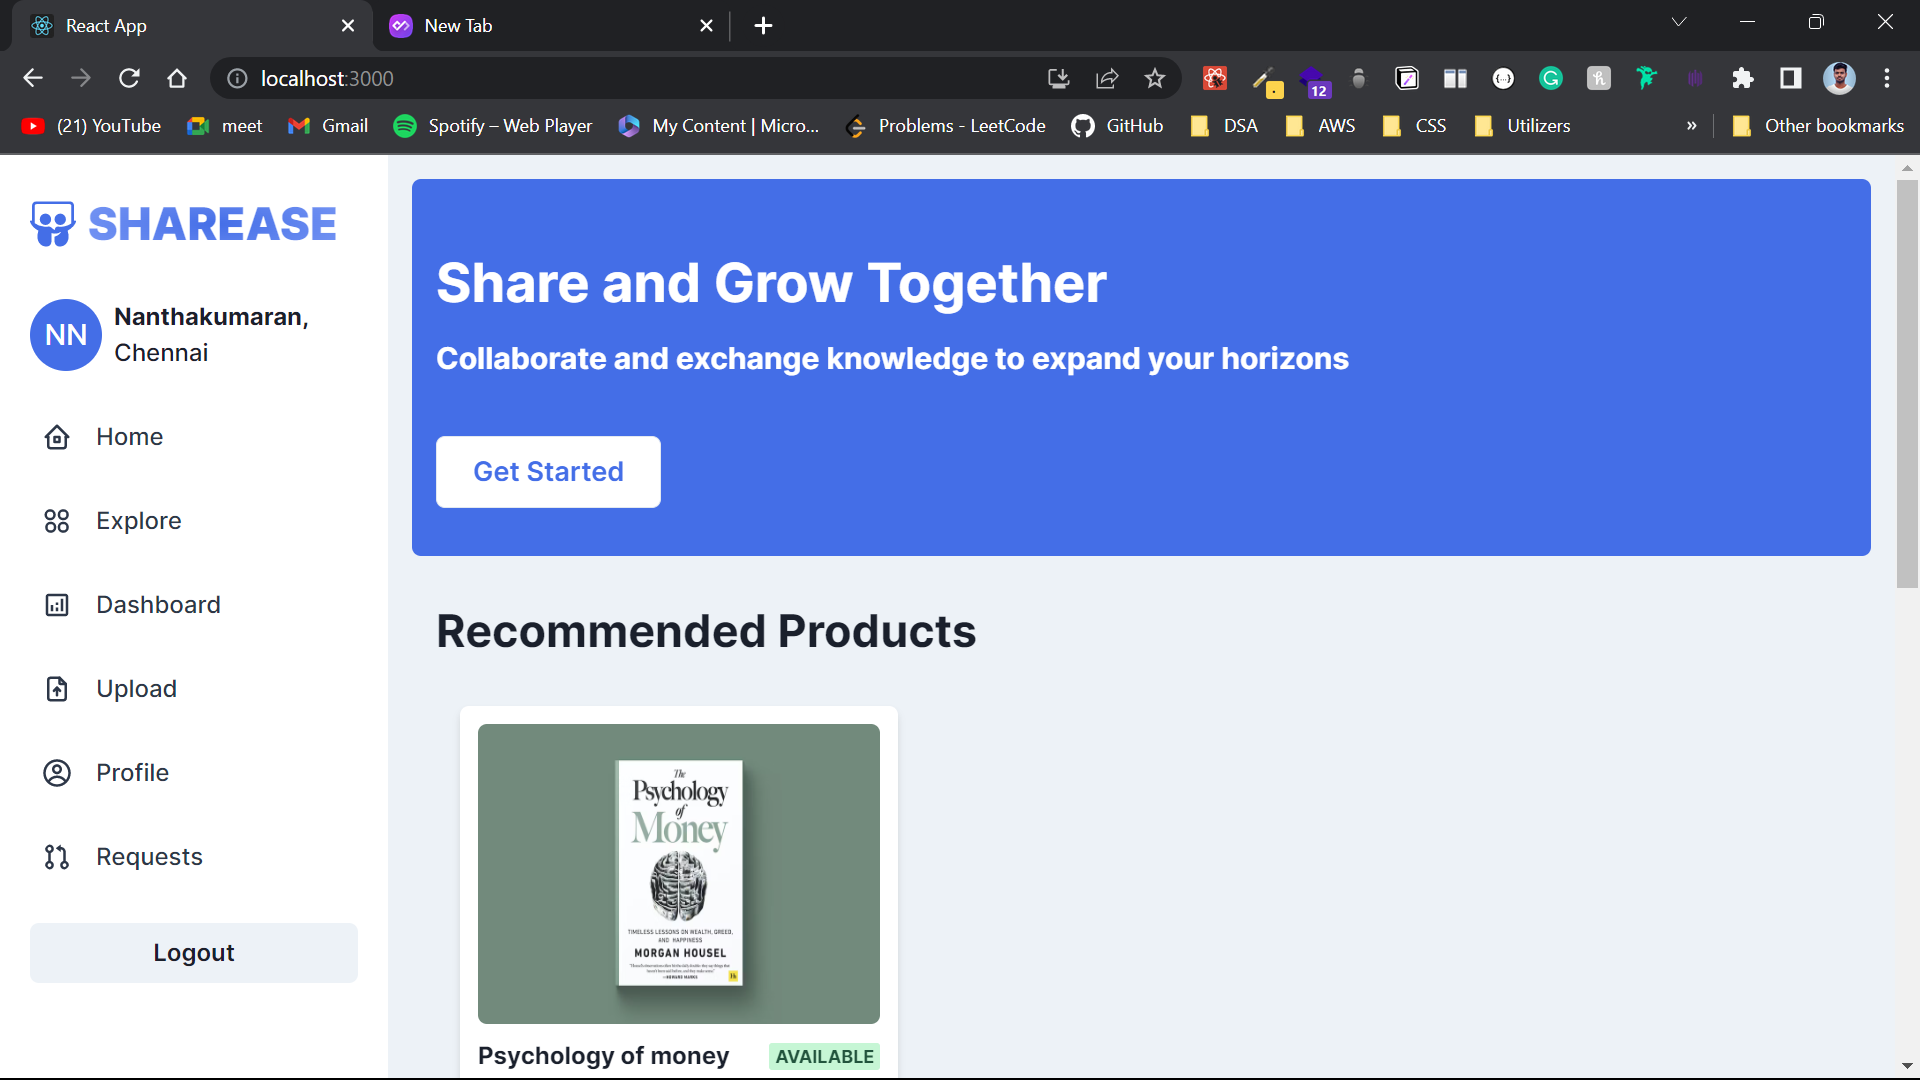 React App
New Tab
localhost:3000
12
(21) YouTube
meet
Gmail
Spotify – Web Player
My Content | Micro...
Problems - LeetCode
GitHub
DSA
AWS
CSS
Utilizers
»
Other bookmarks
SHAREASE
NN
Nanthakumaran,
Chennai
Home
Explore
Dashboard
Upload
Profile
Requests
Logout
Share and Grow Together
Collaborate and exchange knowledge to expand your horizons
Get Started
Recommended Products
The
Psychology
of
Money
TIMELESS LESSONS ON WEALTH, GREED,
AND HAPPINESS
MORGAN HOUSEL
Psychology of money
AVAILABLE